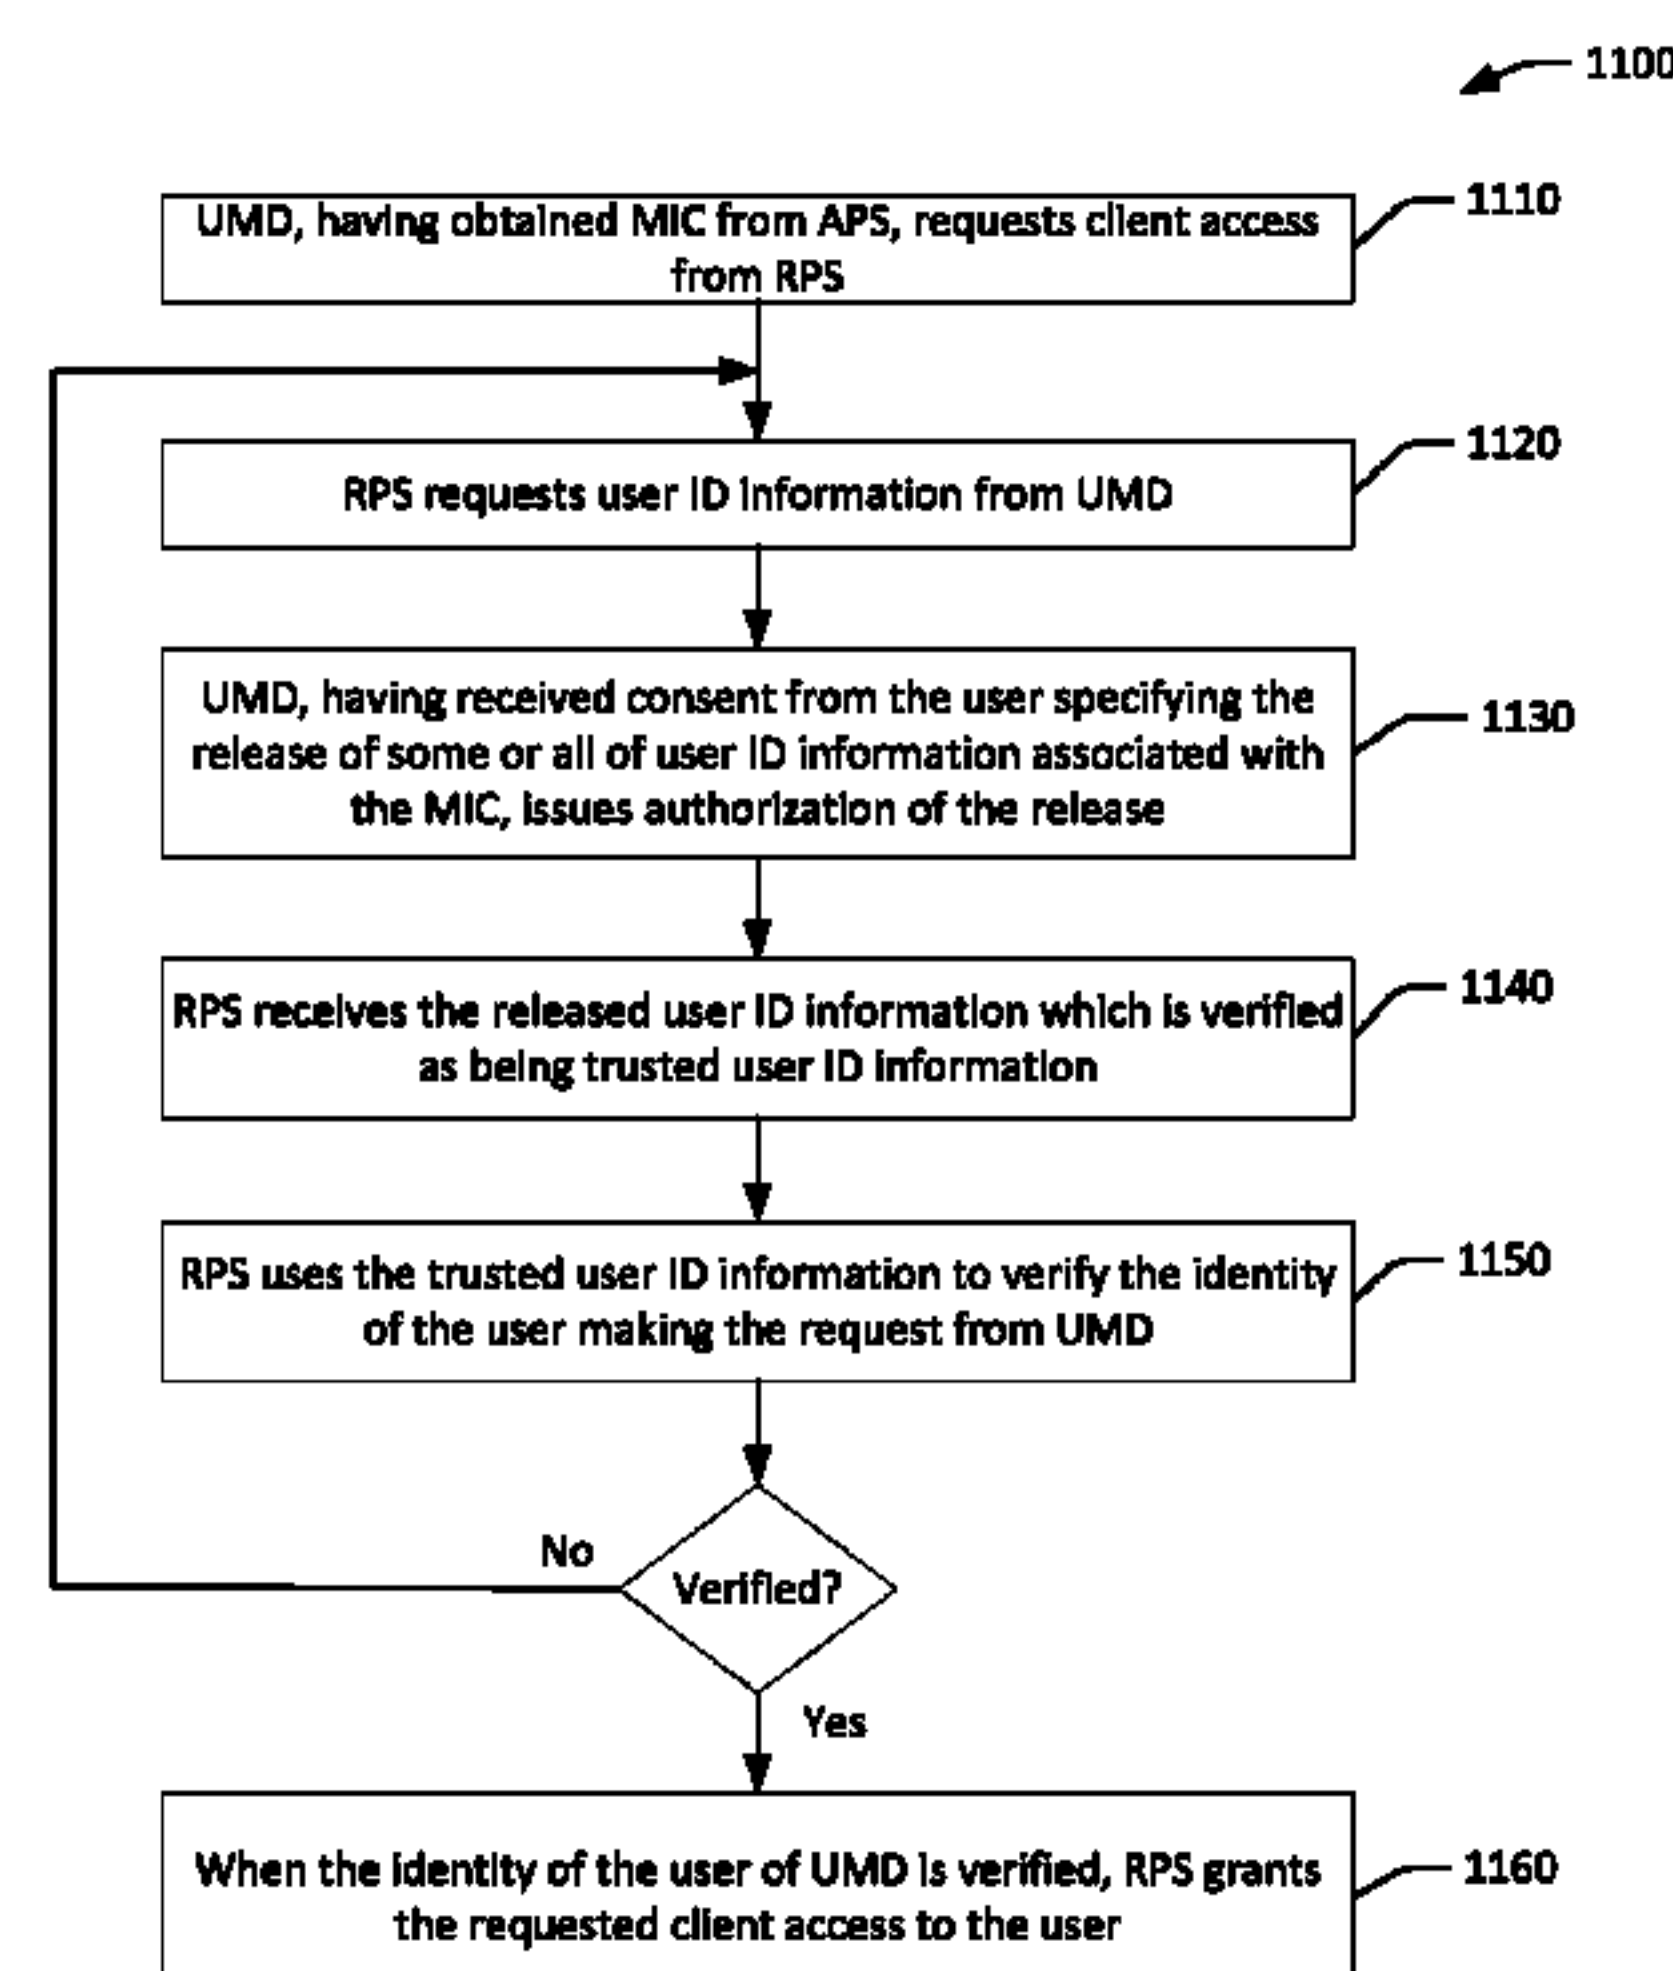 1100
UMD, having obtained MIC from APS, requests client access
from RPS
1110
RPS requests user ID information from UMD
1120
UMD, having received consent from the user specifying the
release of some or all of user ID information associated with
the MIC, issues authorization of the release
1130
RPS receives the released user ID information which is verified
as being trusted user ID information
1140
RPS uses the trusted user ID information to verify the identity
of the user making the request from UMD
1150
No
Verified?
Yes
When the identity of the user of UMD is verified, RPS grants
the requested client access to the user
1160